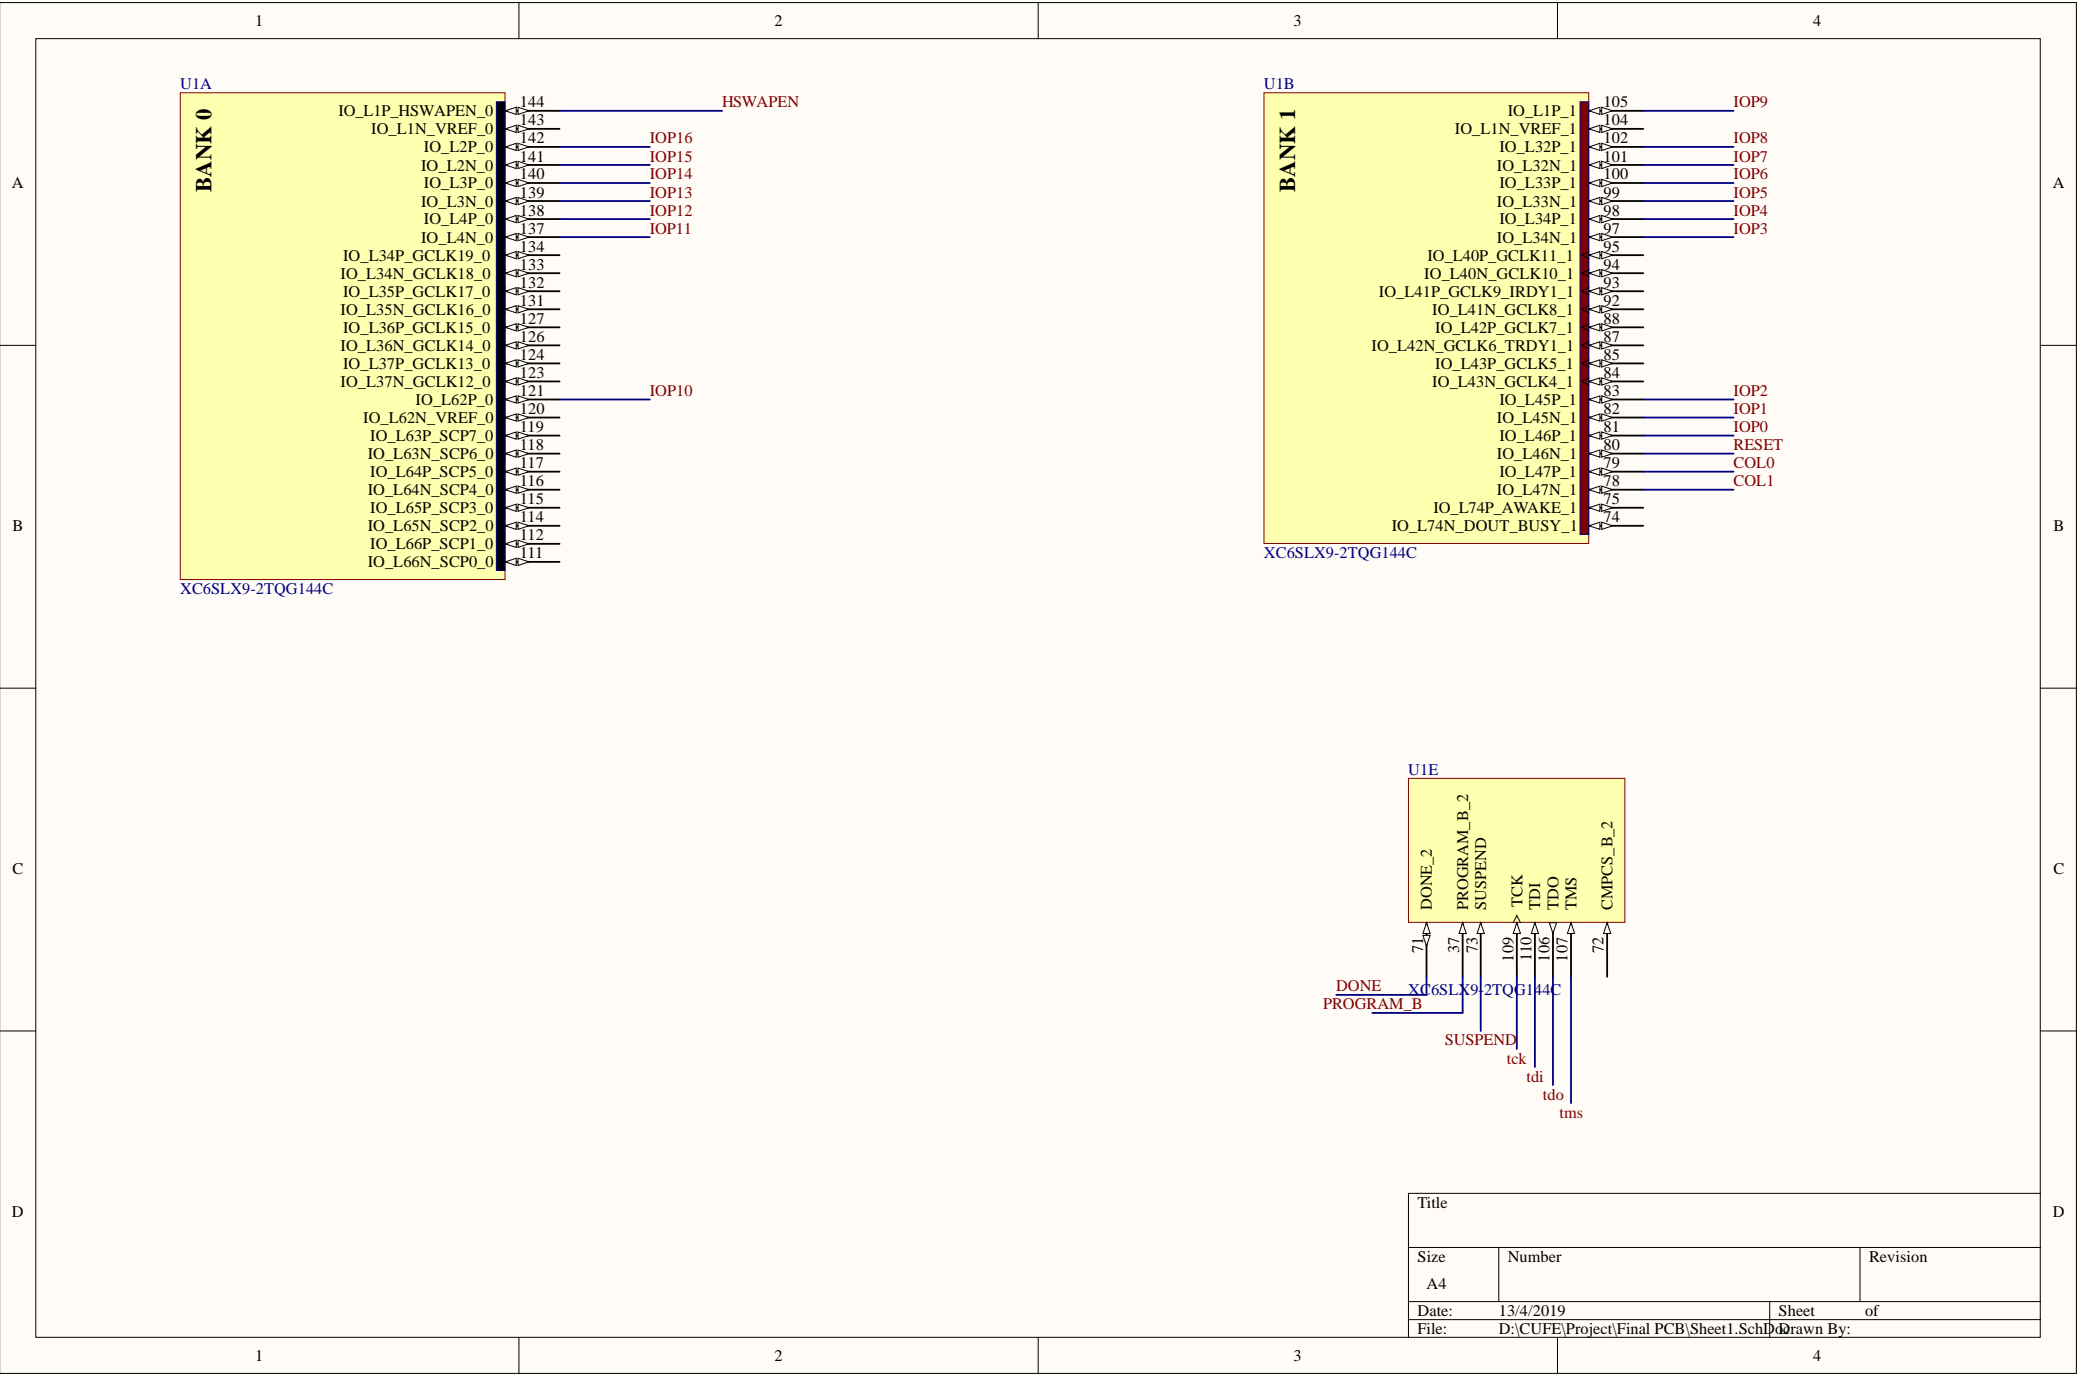 1 2 3 4
U1A
BANK 0
IO_L1P_HSWAPEN_0 144 HSWAPEN
IO_L1N_VREF_0 143
IO_L2P_0 142 IOP16
IO_L2N_0 141 IOP15
IO_L3P_0 140 IOP14
IO_L3N_0 139 IOP13
IO_L4P_0 138 IOP12
IO_L4N_0 137 IOP11
IO_L34P_GCLK19_0 134
IO_L34N_GCLK18_0 133
IO_L35P_GCLK17_0 132
IO_L35N_GCLK16_0 131
IO_L36P_GCLK15_0 127
IO_L36N_GCLK14_0 126
IO_L37P_GCLK13_0 124
IO_L37N_GCLK12_0 123
IO_L62P_0 121 IOP10
IO_L62N_VREF_0 120
IO_L63P_SCP7_0 119
IO_L63N_SCP6_0 118
IO_L64P_SCP5_0 117
IO_L64N_SCP4_0 116
IO_L65P_SCP3_0 115
IO_L65N_SCP2_0 114
IO_L66P_SCP1_0 112
IO_L66N_SCP0_0 111
XC6SLX9-2TQG144C
U1B
BANK 1
IO_L1P_1 105 IOP9
IO_L1N_VREF_1 104
IO_L32P_1 102 IOP8
IO_L32N_1 101 IOP7
IO_L33P_1 100 IOP6
IO_L33N_1 99 IOP5
IO_L34P_1 98 IOP4
IO_L34N_1 97 IOP3
IO_L40P_GCLK11_1 95
IO_L40N_GCLK10_1 94
IO_L41P_GCLK9_IRDY1_1 93
IO_L41N_GCLK8_1 92
IO_L42P_GCLK7_1 88
IO_L42N_GCLK6_TRDY1_1 87
IO_L43P_GCLK5_1 85
IO_L43N_GCLK4_1 84
IO_L45P_1 83 IOP2
IO_L45N_1 82 IOP1
IO_L46P_1 81 IOP0
IO_L46N_1 80 RESET
IO_L47P_1 79 COL0
IO_L47N_1 78 COL1
IO_L74P_AWAKE_1 75
IO_L74N_DOUT_BUSY_1 74
XC6SLX9-2TQG144C
A A
B B
C C
D D
U1E
DONE_2 71
PROGRAM_B_2 37
SUSPEND 73
TCK 109
TDI 110
TDO 106
TMS 107
CMPCS_B_2 72
XC6SLX9-2TQG144C
DONE
PROGRAM_B
SUSPEND
tck
tdi
tdo
tms
Title
Size Number Revision
A4
Date: 13/4/2019 Sheet of
File: D:\CUFE\Project\Final PCB\Sheet1.SchDoc Drawn By:
1 2 3 4